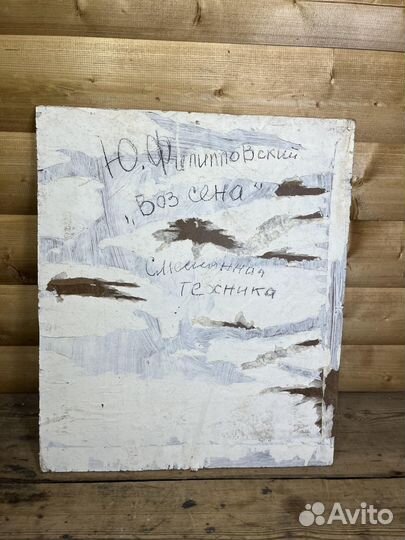 Ю. Филипповский
„Воз сена"
Смешанная
техника
Avito